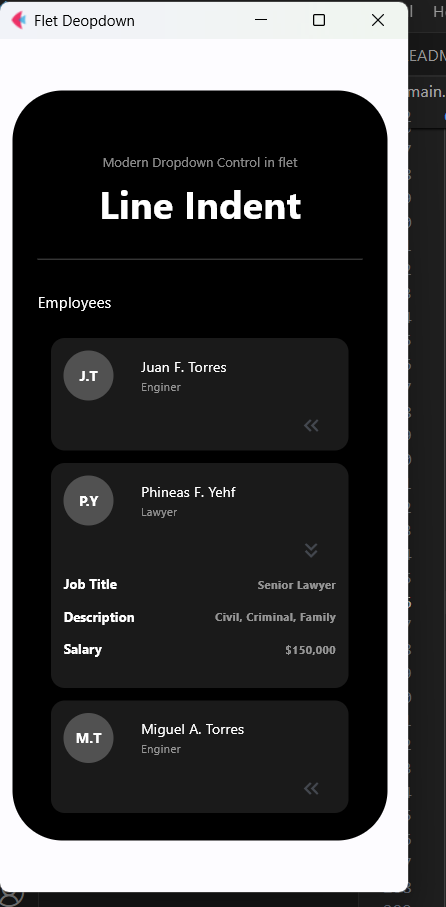 Flet Deopdown
Modern Dropdown Control in flet
Line Indent
Employees
J.T
Juan F. Torres
Enginer
P.Y
Phineas F. Yehf
Lawyer
Job Title
Senior Lawyer
Description
Civil, Criminal, Family
Salary
$150,000
M.T
Miguel A. Torres
Enginer
main.